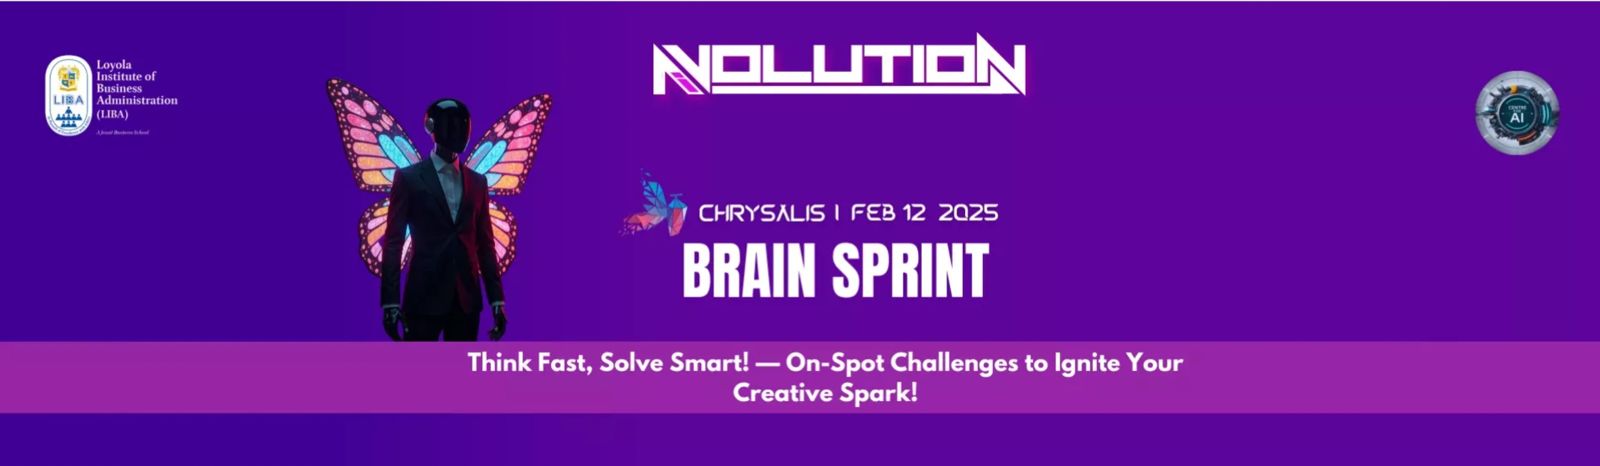 NOLUTION
Loyola
Institute of
Business
Administration
(LIBA)
A Jesuit Business School
LIBA
CENTRE
AI
CHRYSALIS | FEB 12 2025
BRAIN SPRINT
Think Fast, Solve Smart! — On-Spot Challenges to Ignite Your
Creative Spark!